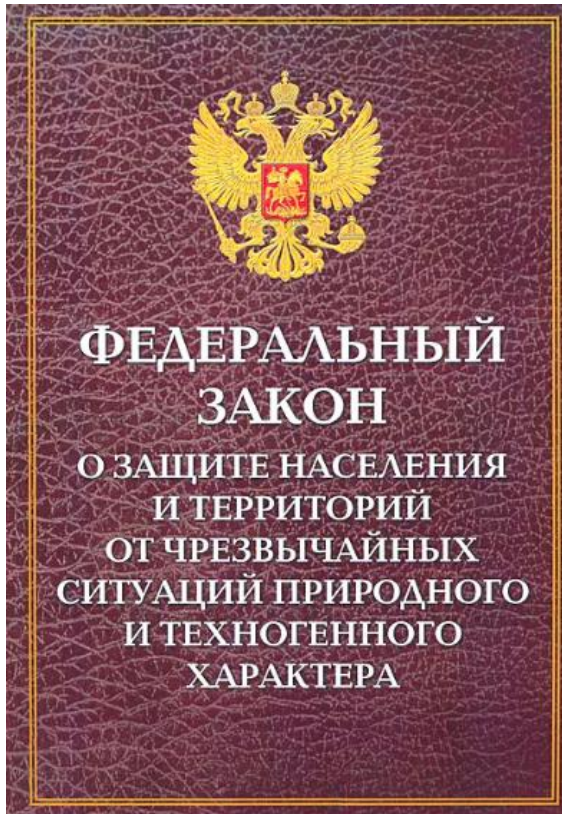 ФЕДЕРАЛЬНЫЙ
ЗАКОН
О ЗАЩИТЕ НАСЕЛЕНИЯ
И ТЕРРИТОРИЙ
ОТ ЧРЕЗВЫЧАЙНЫХ
СИТУАЦИЙ ПРИРОДНОГО
И ТЕХНОГЕННОГО
ХАРАКТЕРА